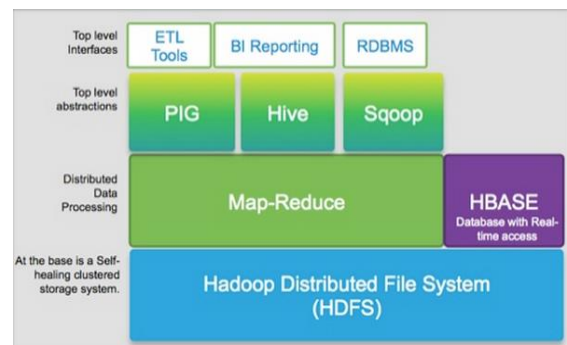 Top level
Interfaces
ETL
Tools
BI Reporting
RDBMS
Top level
abstractions
PIG
Hive
Sqoop
Distributed
Data
Processing
Map-Reduce
HBASE
Database with Real-
time access
At the base is a Self-
healing clustered
storage system.
Hadoop Distributed File System
(HDFS)